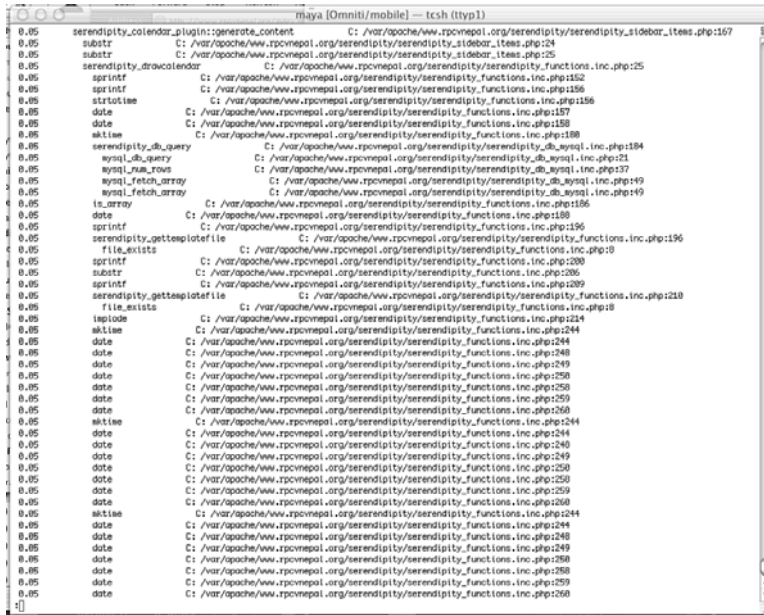 maya [Omniti/mobile] — tcsh (ttyp1)
0.05 serendipity_calendar_plugin::generate_content C: /var/apache/www.rpcvnepal.org/serendipity/serendipity_sidebar_items.php:167
0.05 substr C: /var/apache/www.rpcvnepal.org/serendipity/serendipity_sidebar_items.php:24
0.05 substr C: /var/apache/www.rpcvnepal.org/serendipity/serendipity_sidebar_items.php:25
0.05 serendipity_drawcalendar C: /var/apache/www.rpcvnepal.org/serendipity/serendipity_functions.inc.php:25
0.05 sprintf C: /var/apache/www.rpcvnepal.org/serendipity/serendipity_functions.inc.php:152
0.05 sprintf C: /var/apache/www.rpcvnepal.org/serendipity/serendipity_functions.inc.php:156
0.05 strtotime C: /var/apache/www.rpcvnepal.org/serendipity/serendipity_functions.inc.php:156
0.05 date C: /var/apache/www.rpcvnepal.org/serendipity/serendipity_functions.inc.php:157
0.05 date C: /var/apache/www.rpcvnepal.org/serendipity/serendipity_functions.inc.php:158
0.05 mktime C: /var/apache/www.rpcvnepal.org/serendipity/serendipity_functions.inc.php:180
0.05 serendipity_db_query C: /var/apache/www.rpcvnepal.org/serendipity/serendipity_db_mysql.inc.php:184
0.05 mysql_db_query C: /var/apache/www.rpcvnepal.org/serendipity/serendipity_db_mysql.inc.php:21
0.05 mysql_num_rows C: /var/apache/www.rpcvnepal.org/serendipity/serendipity_db_mysql.inc.php:37
0.05 mysql_fetch_array C: /var/apache/www.rpcvnepal.org/serendipity/serendipity_db_mysql.inc.php:49
0.05 mysql_fetch_array C: /var/apache/www.rpcvnepal.org/serendipity/serendipity_db_mysql.inc.php:49
0.05 is_array C: /var/apache/www.rpcvnepal.org/serendipity/serendipity_functions.inc.php:186
0.05 date C: /var/apache/www.rpcvnepal.org/serendipity/serendipity_functions.inc.php:188
0.05 sprintf C: /var/apache/www.rpcvnepal.org/serendipity/serendipity_functions.inc.php:196
0.05 serendipity_gettemplatefile C: /var/apache/www.rpcvnepal.org/serendipity/serendipity_functions.inc.php:196
0.05 file_exists C: /var/apache/www.rpcvnepal.org/serendipity/serendipity_functions.inc.php:8
0.05 sprintf C: /var/apache/www.rpcvnepal.org/serendipity/serendipity_functions.inc.php:200
0.05 substr C: /var/apache/www.rpcvnepal.org/serendipity/serendipity_functions.inc.php:206
0.05 sprintf C: /var/apache/www.rpcvnepal.org/serendipity/serendipity_functions.inc.php:209
0.05 serendipity_gettemplatefile C: /var/apache/www.rpcvnepal.org/serendipity/serendipity_functions.inc.php:210
0.05 file_exists C: /var/apache/www.rpcvnepal.org/serendipity/serendipity_functions.inc.php:8
0.05 implode C: /var/apache/www.rpcvnepal.org/serendipity/serendipity_functions.inc.php:214
0.05 mktime C: /var/apache/www.rpcvnepal.org/serendipity/serendipity_functions.inc.php:244
0.05 date C: /var/apache/www.rpcvnepal.org/serendipity/serendipity_functions.inc.php:244
0.05 date C: /var/apache/www.rpcvnepal.org/serendipity/serendipity_functions.inc.php:248
0.05 date C: /var/apache/www.rpcvnepal.org/serendipity/serendipity_functions.inc.php:249
0.05 date C: /var/apache/www.rpcvnepal.org/serendipity/serendipity_functions.inc.php:250
0.05 date C: /var/apache/www.rpcvnepal.org/serendipity/serendipity_functions.inc.php:258
0.05 date C: /var/apache/www.rpcvnepal.org/serendipity/serendipity_functions.inc.php:259
0.05 date C: /var/apache/www.rpcvnepal.org/serendipity/serendipity_functions.inc.php:260
0.05 mktime C: /var/apache/www.rpcvnepal.org/serendipity/serendipity_functions.inc.php:244
0.05 date C: /var/apache/www.rpcvnepal.org/serendipity/serendipity_functions.inc.php:244
0.05 date C: /var/apache/www.rpcvnepal.org/serendipity/serendipity_functions.inc.php:248
0.05 date C: /var/apache/www.rpcvnepal.org/serendipity/serendipity_functions.inc.php:249
0.05 date C: /var/apache/www.rpcvnepal.org/serendipity/serendipity_functions.inc.php:250
0.05 date C: /var/apache/www.rpcvnepal.org/serendipity/serendipity_functions.inc.php:258
0.05 date C: /var/apache/www.rpcvnepal.org/serendipity/serendipity_functions.inc.php:259
0.05 date C: /var/apache/www.rpcvnepal.org/serendipity/serendipity_functions.inc.php:260
0.05 mktime C: /var/apache/www.rpcvnepal.org/serendipity/serendipity_functions.inc.php:244
0.05 date C: /var/apache/www.rpcvnepal.org/serendipity/serendipity_functions.inc.php:244
0.05 date C: /var/apache/www.rpcvnepal.org/serendipity/serendipity_functions.inc.php:248
0.05 date C: /var/apache/www.rpcvnepal.org/serendipity/serendipity_functions.inc.php:249
0.05 date C: /var/apache/www.rpcvnepal.org/serendipity/serendipity_functions.inc.php:250
0.05 date C: /var/apache/www.rpcvnepal.org/serendipity/serendipity_functions.inc.php:258
0.05 date C: /var/apache/www.rpcvnepal.org/serendipity/serendipity_functions.inc.php:259
0.05 date C: /var/apache/www.rpcvnepal.org/serendipity/serendipity_functions.inc.php:260
: